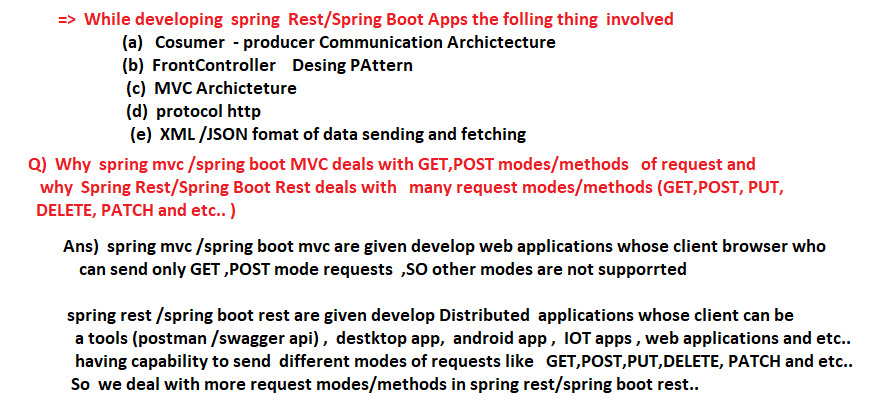 => While developing spring Rest/Spring Boot Apps the folling thing involved
(a) Cosumer - producer Communication Archictecture
(b) FrontController Desing PAttern
(c) MVC Archicteture
(d) protocol http
(e) XML /JSON fomat of data sending and fetching
Q) Why spring mvc /spring boot MVC deals with GET,POST modes/methods of request and
why Spring Rest/Spring Boot Rest deals with many request modes/methods (GET,POST, PUT,
DELETE, PATCH and etc.. )
Ans) spring mvc /spring boot mvc are given develop web applications whose client browser who
can send only GET ,POST mode requests ,SO other modes are not supporrted
spring rest /spring boot rest are given develop Distributed applications whose client can be
a tools (postman /swagger api) , destktop app, android app , IOT apps , web applications and etc..
having capability to send different modes of requests like GET,POST,PUT,DELETE, PATCH and etc..
So we deal with more request modes/methods in spring rest/spring boot rest..